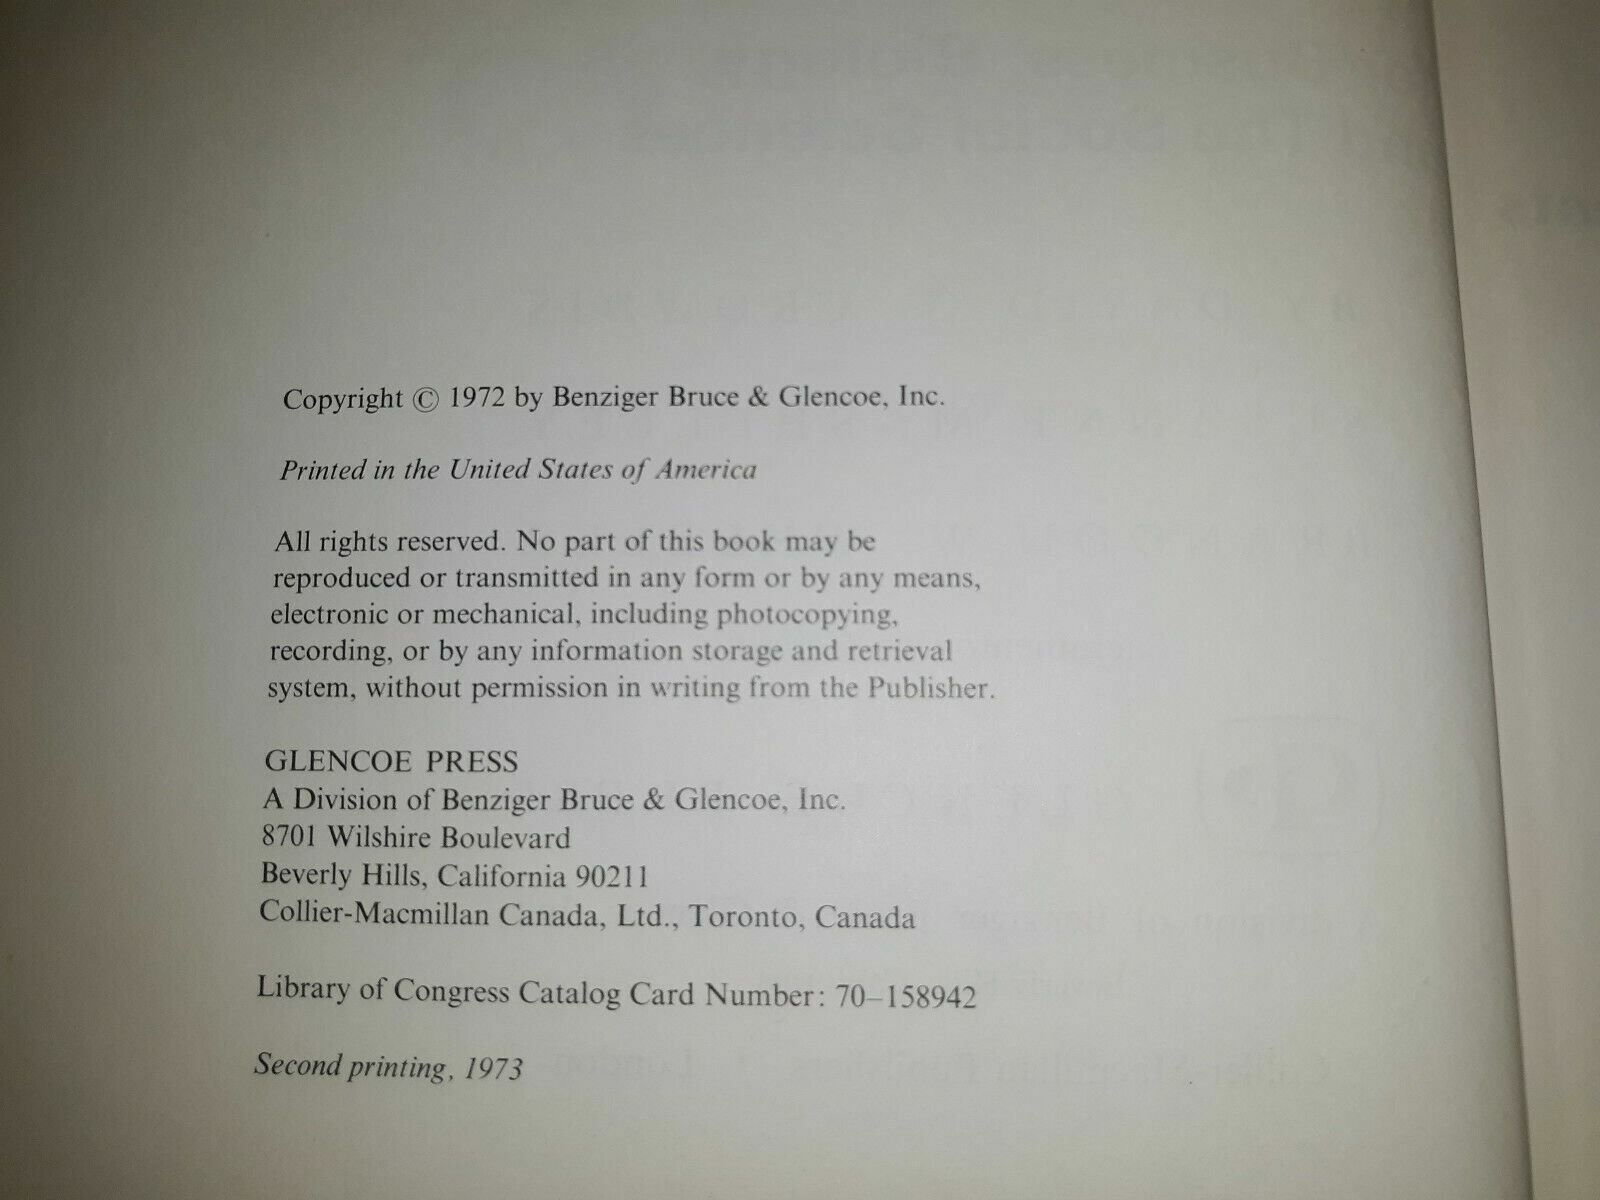 Copyright © 1972 by Benziger Bruce & Glencoe, Inc.
Printed in the United States of America
All rights reserved. No part of this book may be
reproduced or transmitted in any form or by any means,
electronic or mechanical, including photocopying,
recording, or by any information storage and retrieval
system, without permission in writing from the Publisher.
GLENCOE PRESS
A Division of Benziger Bruce & Glencoe, Inc.
8701 Wilshire Boulevard
Beverly Hills, California 90211
Collier-Macmillan Canada, Ltd., Toronto, Canada
Library of Congress Catalog Card Number: 70–158942
Second printing, 1973